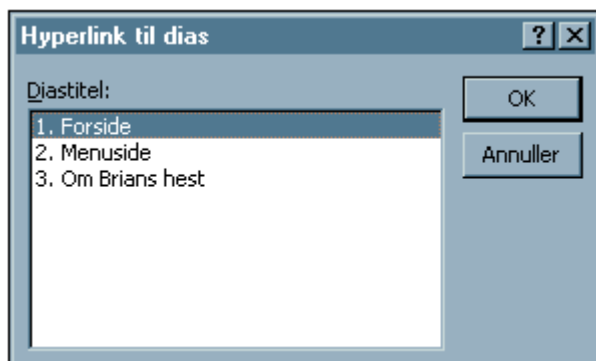 Hyperlink til dias
Diastitel:
1. Forside
2. Menuside
3. Om Brians hest
OK
Annuller